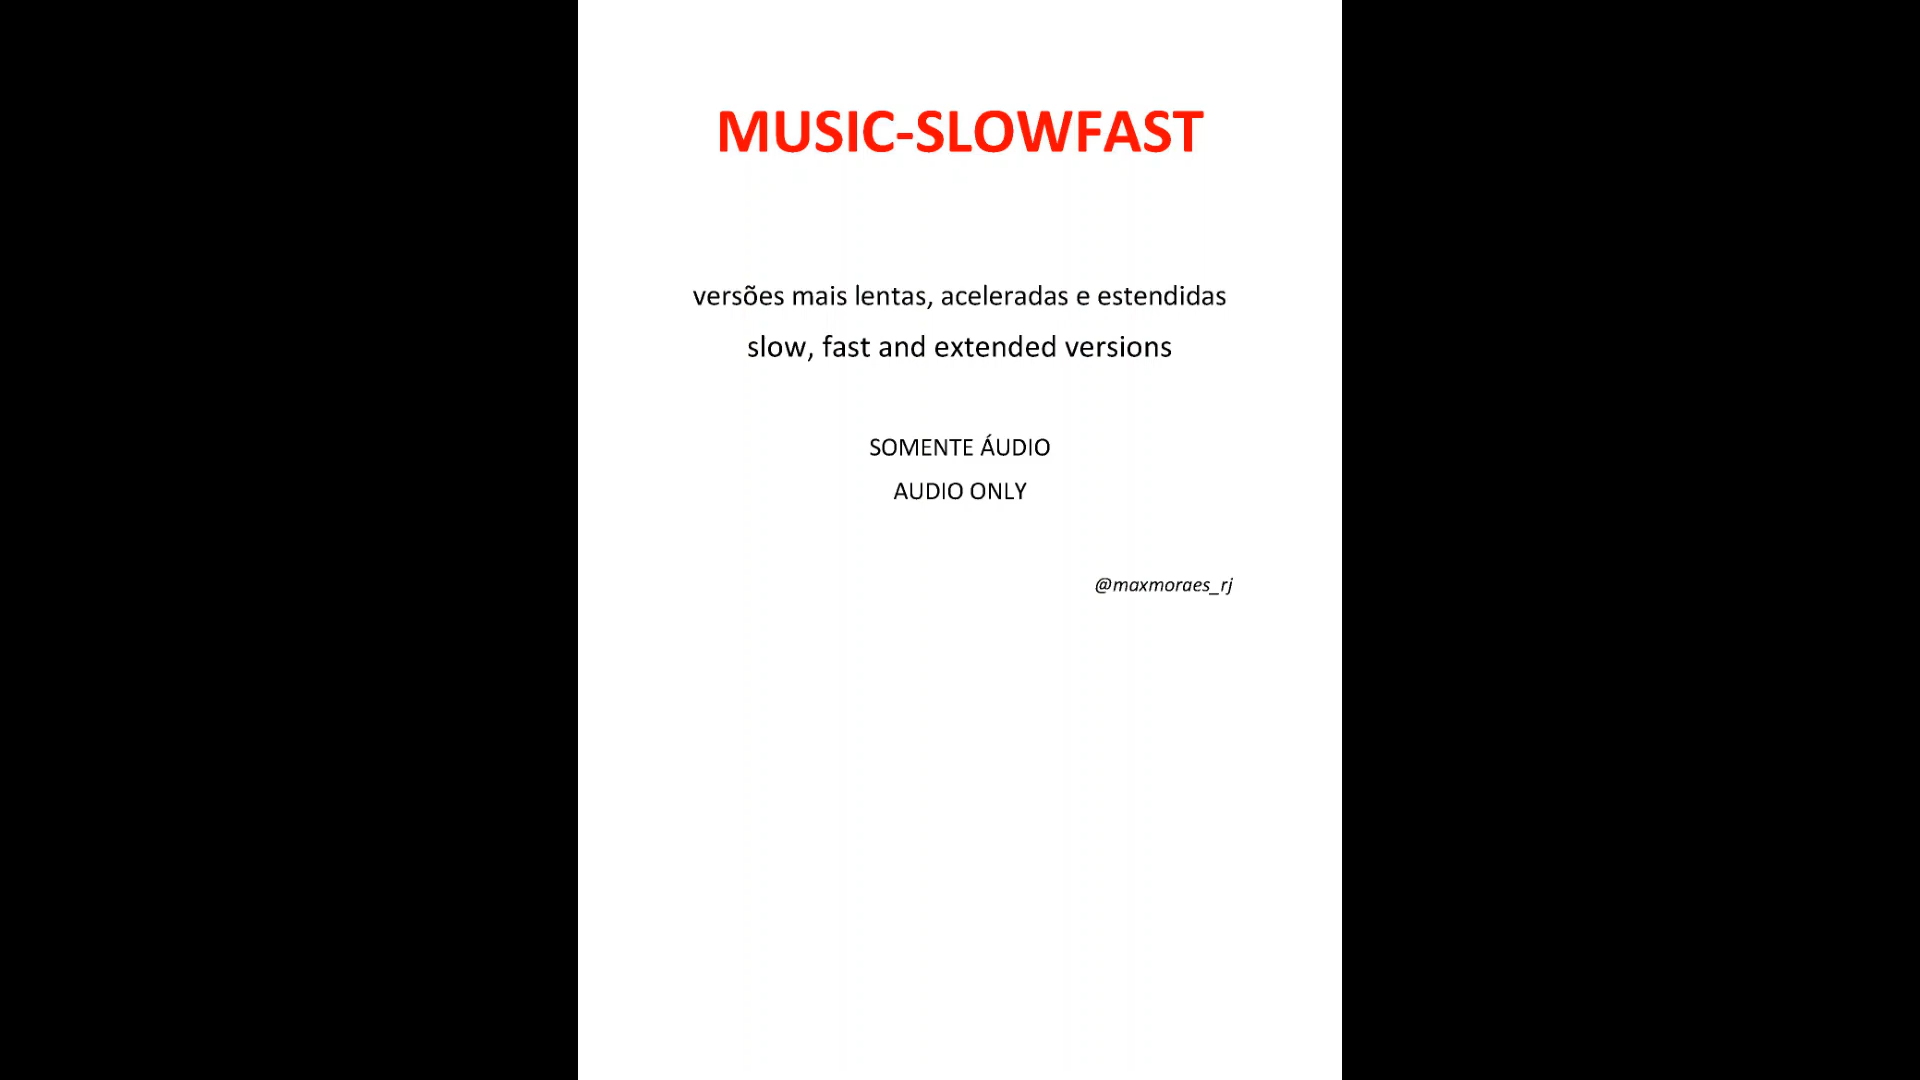 MUSIC-SLOWFAST
versões mais lentas, aceleradas e estendidas
slow, fast and extended versions
SOMENTE ÁUDIO
AUDIO ONLY
@maxmoraes_rj